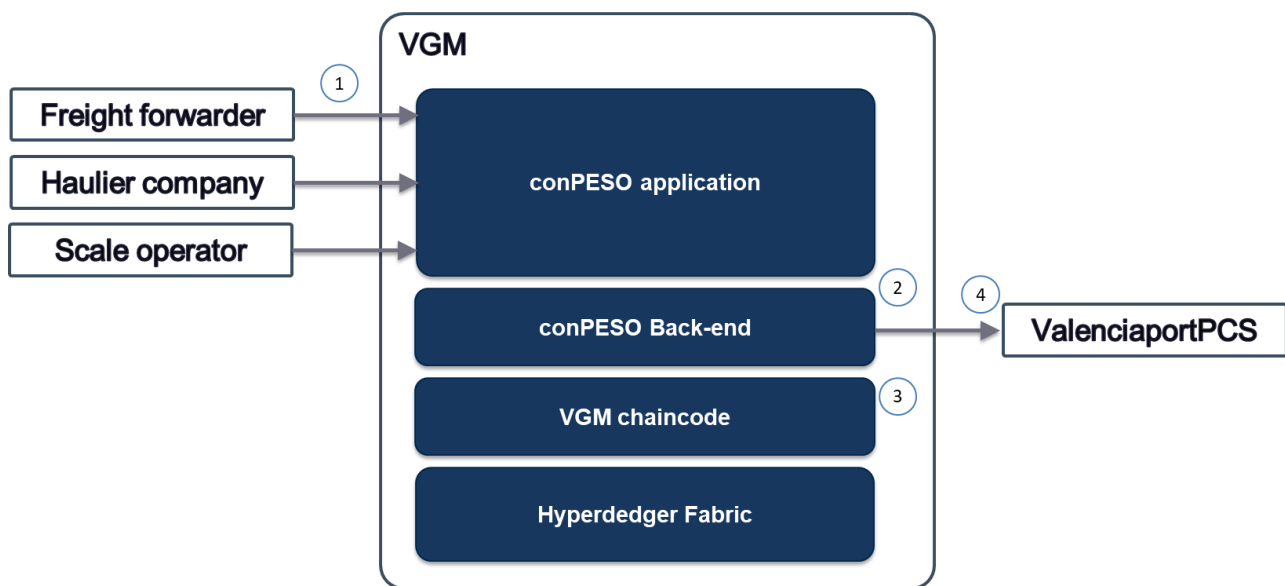 VGM
1
Freight forwarder
Haulier company
Scale operator
conPESO application
2
conPESO Back-end
4
ValenciaportPCS
3
VGM chaincode
Hyperdedger Fabric